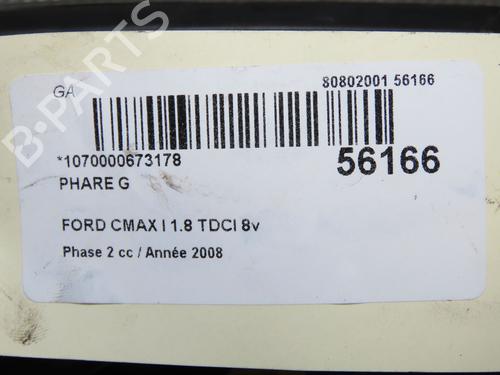 GA
80802001 56166
*1070000673178
56166
PHARE G
FORD CMAX I 1.8 TDCI 8v
Phase 2 cc / Année 2008
B-PARTS